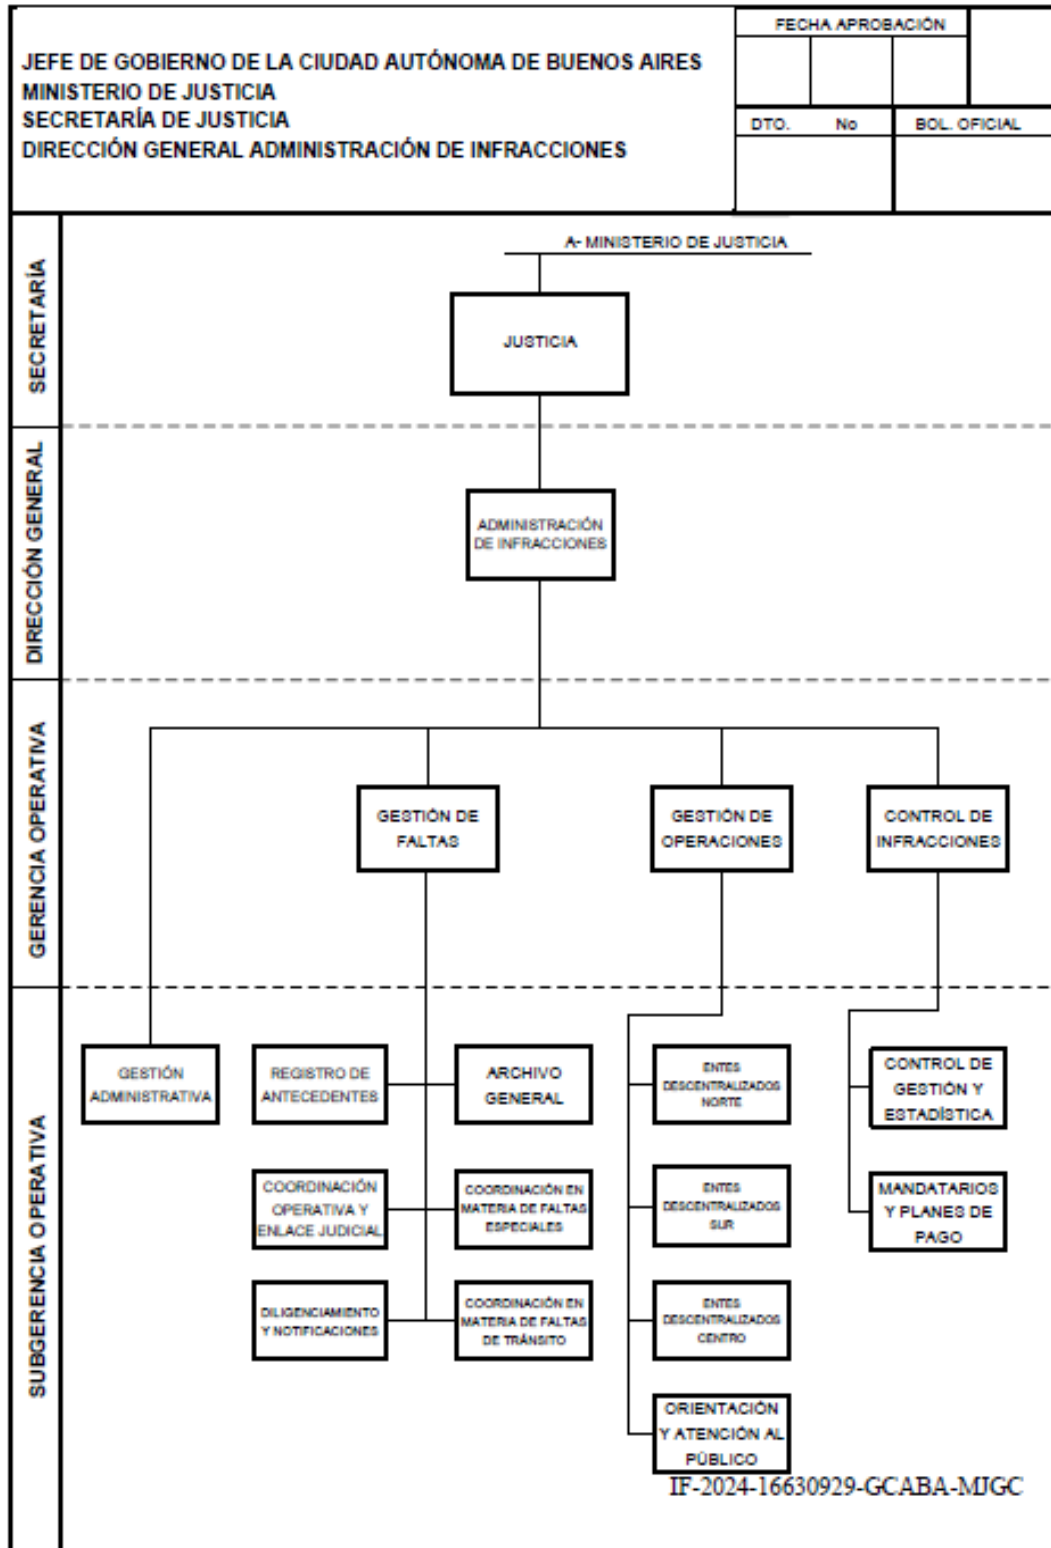 JEFE DE GOBIERNO DE LA CIUDAD AUTÓNOMA DE BUENOS AIRES
MINISTERIO DE JUSTICIA
SECRETARÍA DE JUSTICIA
DIRECCIÓN GENERAL ADMINISTRACIÓN DE INFRACCIONES
FECHA APROBACIÓN
DTO. No BOL. OFICIAL
SECRETARÍA
A- MINISTERIO DE JUSTICIA
JUSTICIA
DIRECCIÓN GENERAL
ADMINISTRACIÓN
DE INFRACCIONES
GERENCIA OPERATIVA
GESTIÓN DE
FALTAS
GESTIÓN DE
OPERACIONES
CONTROL DE
INFRACCIONES
SUBGERENCIA OPERATIVA
GESTIÓN
ADMINISTRATIVA
REGISTRO DE
ANTECEDENTES
ARCHIVO
GENERAL
ENTES
DESCENTRALIZADOS
NORTE
CONTROL DE
GESTIÓN Y
ESTADÍSTICA
COORDINACIÓN
OPERATIVA Y
ENLACE JUDICIAL
COORDINACIÓN EN
MATERIA DE FALTAS
ESPECIALES
ENTES
DESCENTRALIZADOS
SUR
MANDATARIOS
Y PLANES DE
PAGO
DILIGENCIAMIENTO
Y NOTIFICACIONES
COORDINACIÓN EN
MATERIA DE FALTAS
DE TRÁNSITO
ENTES
DESCENTRALIZADOS
CENTRO
ORIENTACIÓN
Y ATENCIÓN AL
PÚBLICO
IF-2024-16630929-GCABA-MJGC